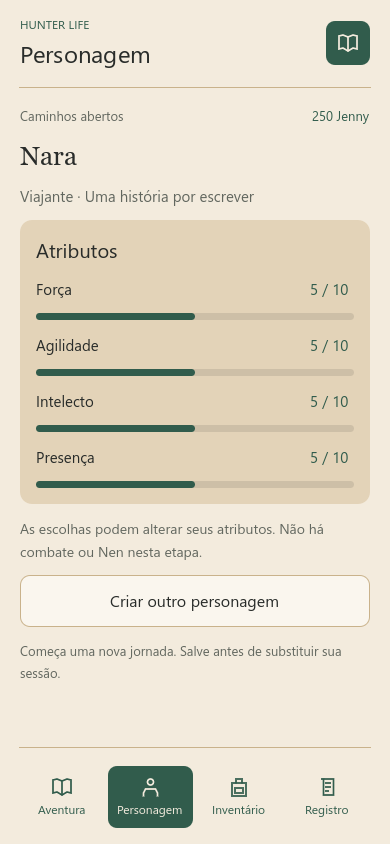 HUNTER LIFE
Personagem
Caminhos abertos
250 Jenny
Nara
Viajante · Uma história por escrever
Atributos
Força
5 / 10
Agilidade
5 / 10
Intelecto
5 / 10
Presença
5 / 10
As escolhas podem alterar seus atributos. Não há
combate ou Nen nesta etapa.
Criar outro personagem
Começa uma nova jornada. Salve antes de substituir sua
sessão.
Aventura
Personagem
Inventário
Registro